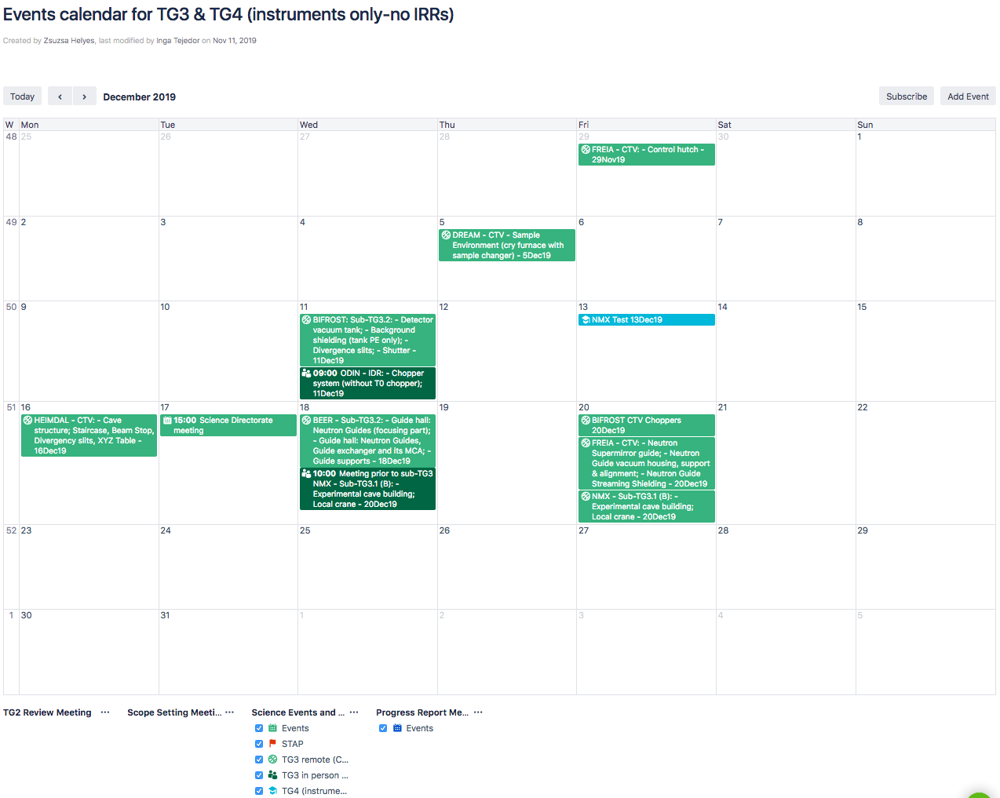 Events calendar for TG3 & TG4 (instruments only-no IRRs)
Created by Zsuzsa Helyes, last modified by Inga Tejedor on Nov 11, 2019
Today ‹ › December 2019 Subscribe Add Event
W Mon Tue Wed Thu Fri Sat Sun
48 25 26 27 28 29 30 1
FREIA - CTV: - Control hutch -
29Nov19
49 2 3 4 5 6 7 8
DREAM - CTV - Sample
Environment (cry furnace with
sample changer) - 5Dec19
50 9 10 11 12 13 14 15
BIFROST: Sub-TG3.2: - Detector
vacuum tank; - Background
shielding (tank PE only); -
Divergence slits; - Shutter -
11Dec19
09:00 ODIN - IDR: - Chopper
system (without T0 chopper);
11Dec19
NMX Test 13Dec19
51 16 17 18 19 20 21 22
HEIMDAL - CTV: - Cave
structure; Staircase, Beam Stop,
Divergency slits, XYZ Table -
16Dec19
15:00 Science Directorate
meeting
BEER - Sub-TG3.2: - Guide hall:
Neutron Guides (focusing part);
- Guide hall: Neutron Guides,
Guide exchanger and its MCA; -
Guide supports - 18Dec19
10:00 Meeting prior to sub-TG3
NMX - Sub-TG3.1 (B): -
Experimental cave building;
Local crane - 20Dec19
BIFROST CTV Choppers
20Dec19
FREIA - CTV: - Neutron
Supermirror guide; - Neutron
Guide vacuum housing, support
& alignment; - Neutron Guide
Streaming Shielding - 20Dec19
NMX - Sub-TG3.1 (B): -
Experimental cave building;
Local crane - 20Dec19
52 23 24 25 26 27 28 29
1 30 31 1 2 3 4 5
TG2 Review Meeting ··· Scope Setting Meeti... ··· Science Events and ... ··· Progress Report Me... ···
Events Events
STAP
TG3 remote (C...
TG3 in person ...
TG4 (instrume...